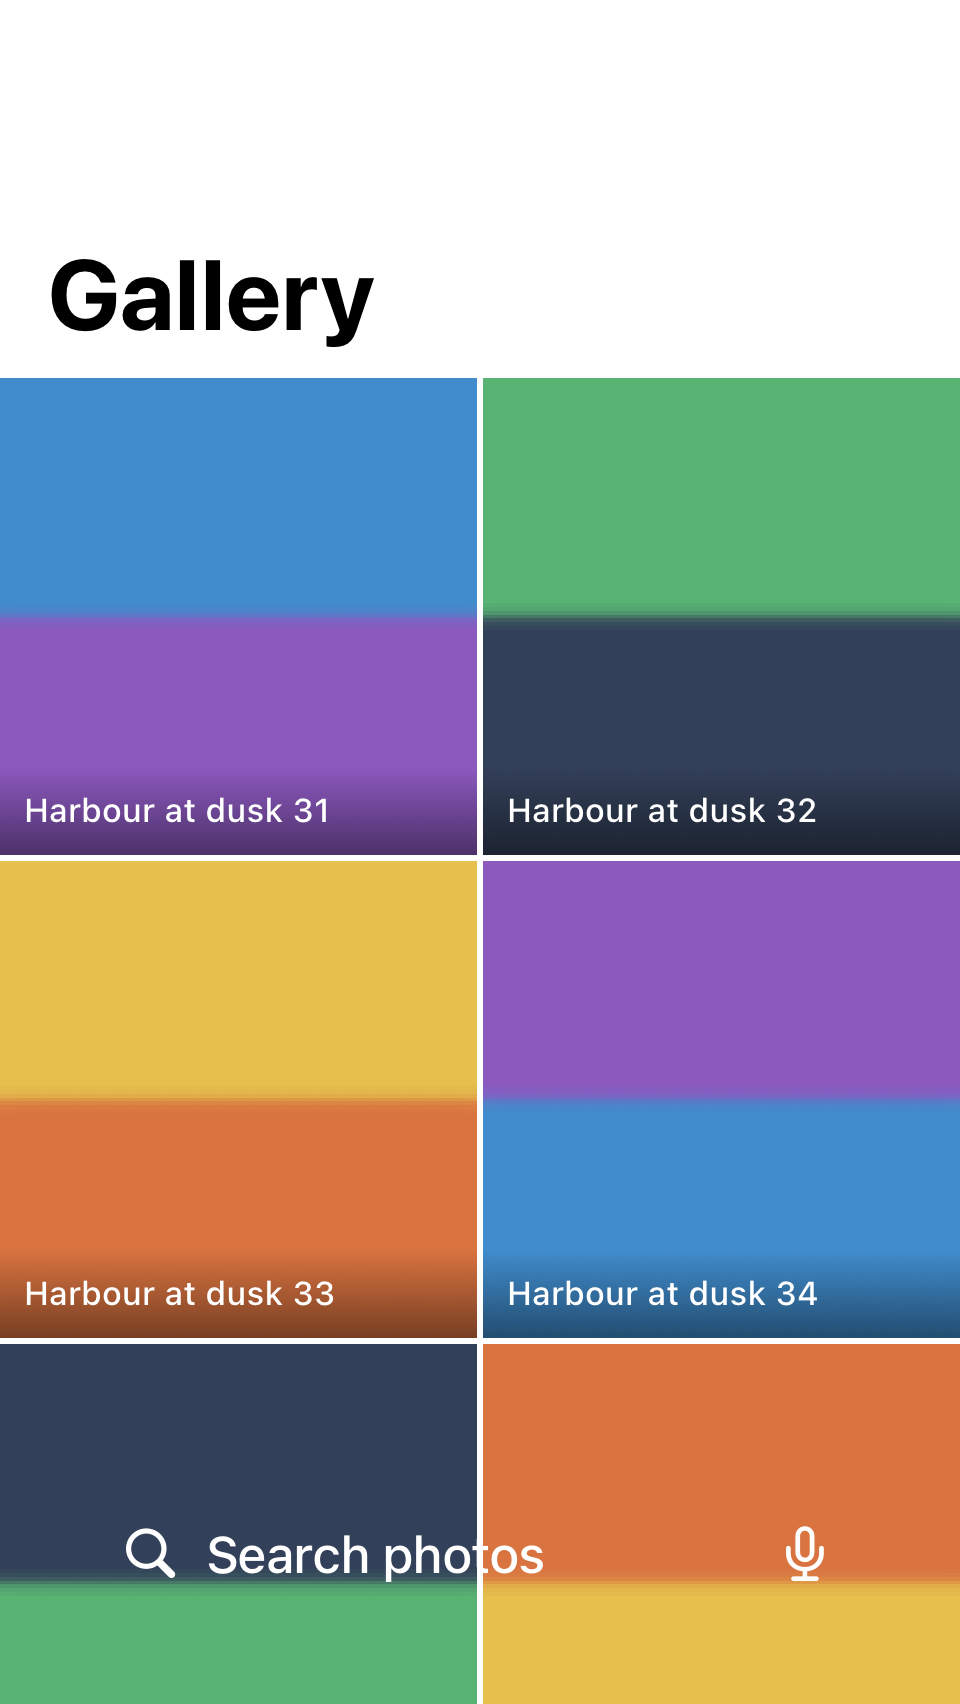 Gallery
Harbour at dusk 31
Harbour at dusk 32
Harbour at dusk 33
Harbour at dusk 34
Search photos